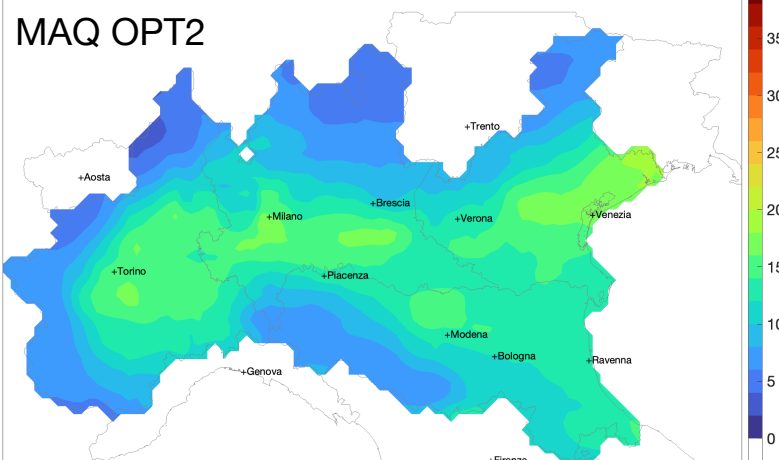 MAQ OPT2
35
30
25
20
15
10
5
0
+Trento
+Aosta
+Brescia
+Milano
+Verona
+Venezia
+Torino
+Piacenza
+Modena
+Bologna
+Ravenna
+Genova
+Firenze